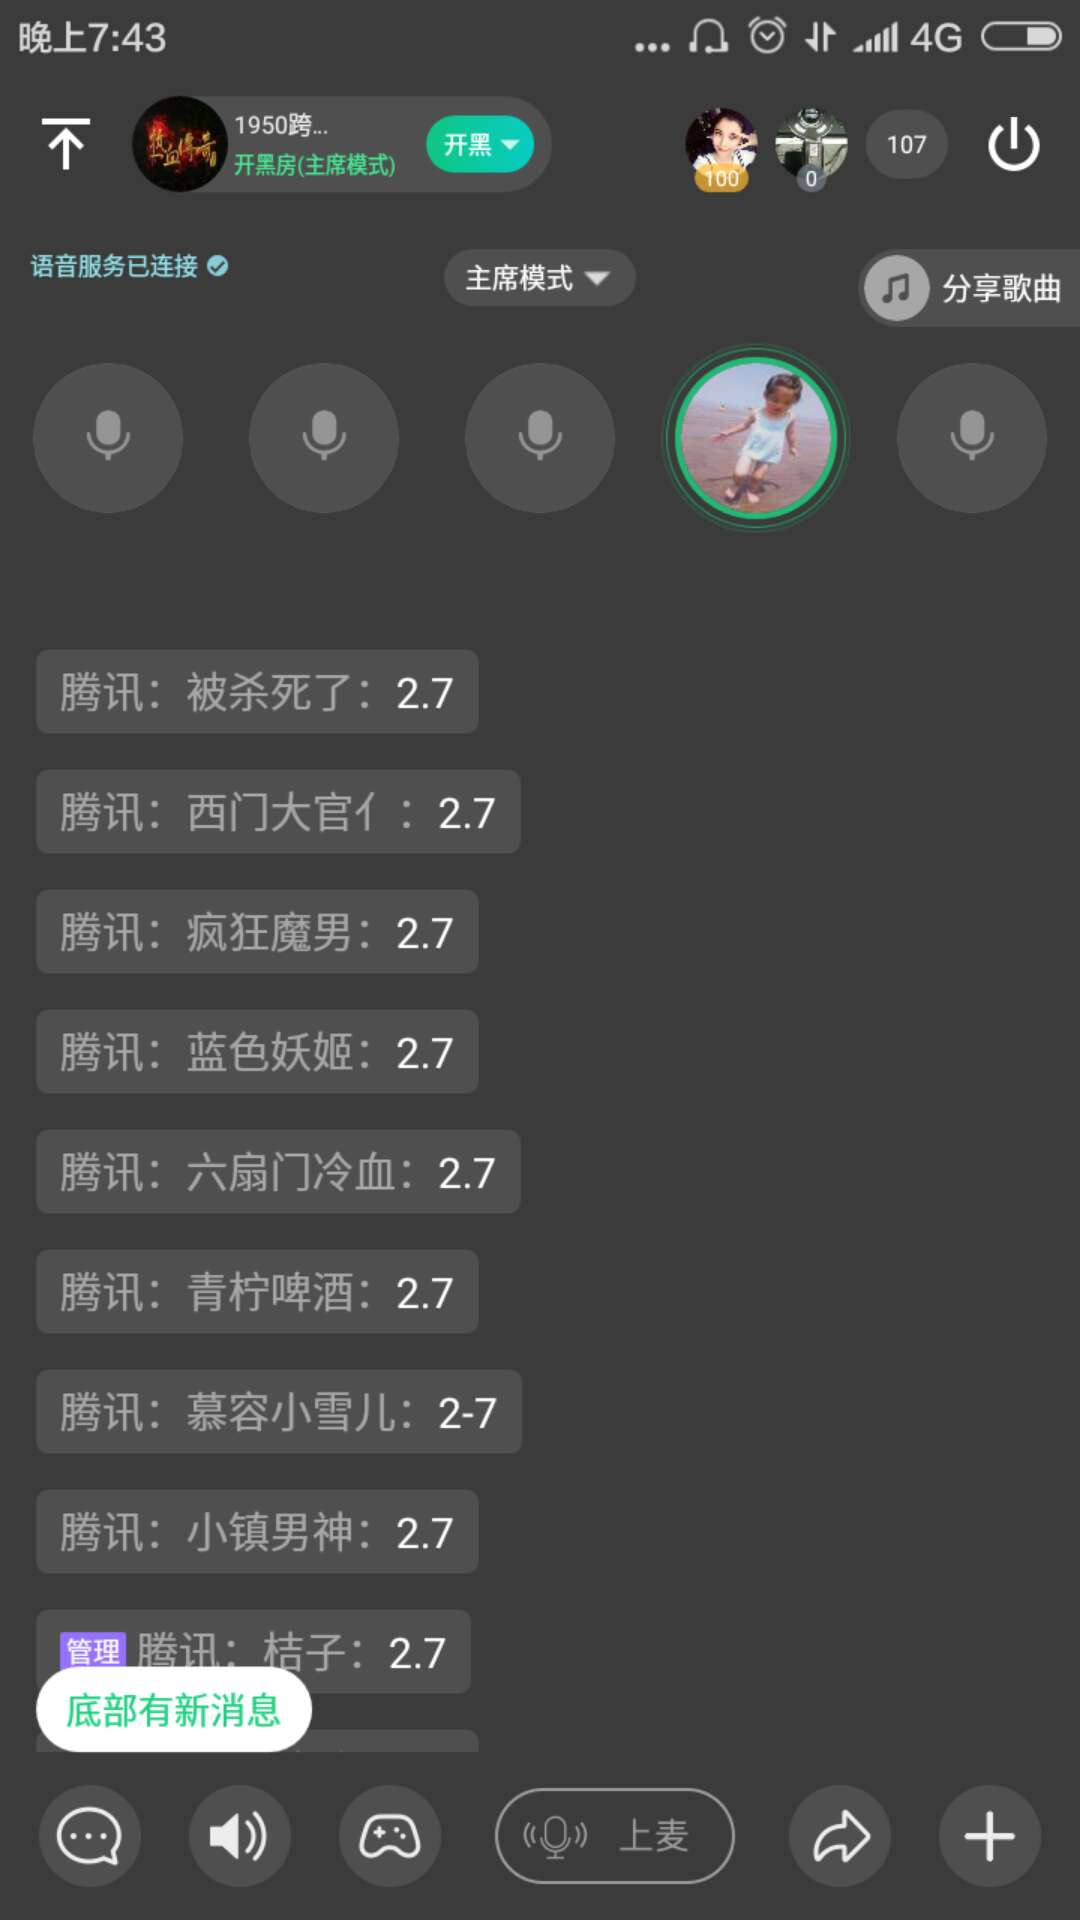 晚上7:43
4G
热血传奇
1950跨...
开黑房(主席模式)
开黑
100
0
107
语音服务已连接
主席模式
分享歌曲
腾讯：被杀死了：2.7
腾讯：西门大官亻：2.7
腾讯：疯狂魔男：2.7
腾讯：蓝色妖姬：2.7
腾讯：六扇门冷血：2.7
腾讯：青柠啤酒：2.7
腾讯：慕容小雪儿：2-7
腾讯：小镇男神：2.7
管理 腾讯：桔子：2.7
底部有新消息
上麦